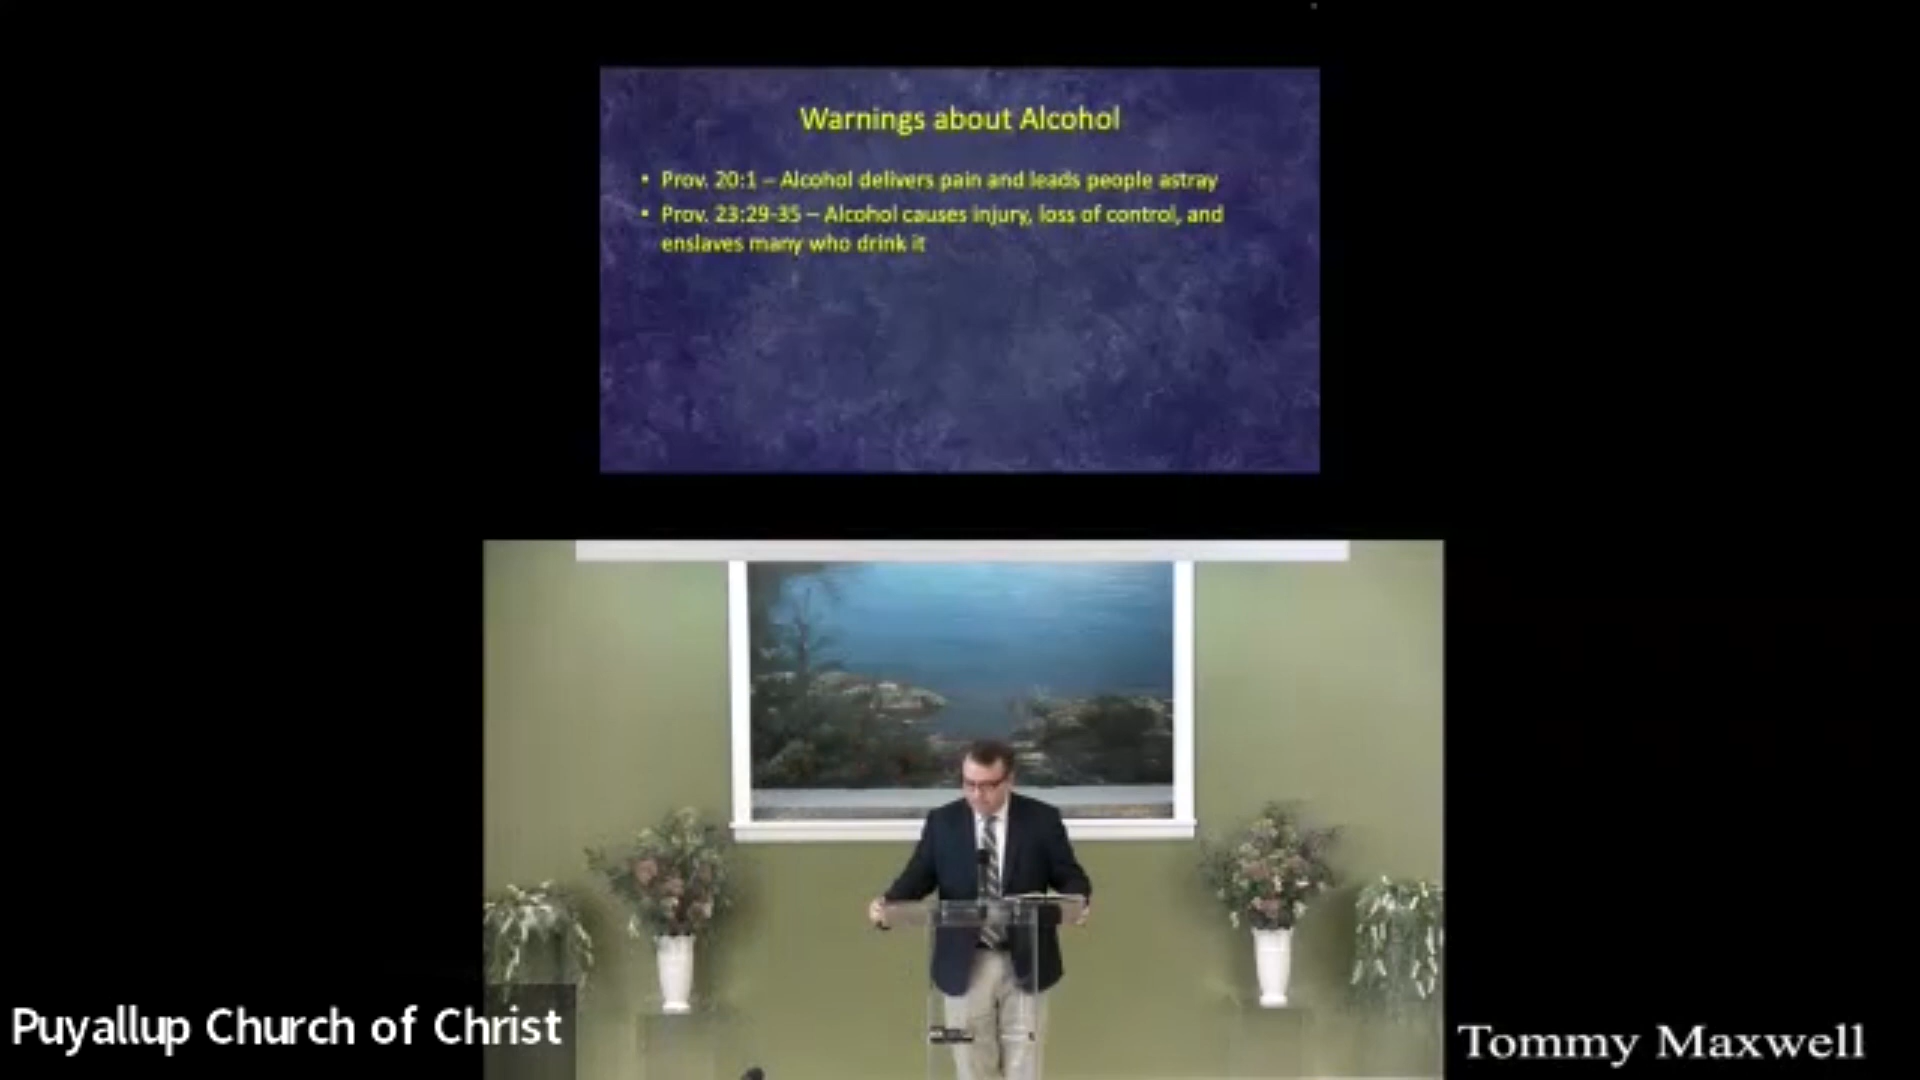 Warnings about Alcohol
• Prov. 20:1 – Alcohol delivers pain and leads people astray
• Prov. 23:29-35 – Alcohol causes injury, loss of control, and
enslaves many who drink it
Puyallup Church of Christ
Tommy Maxwell